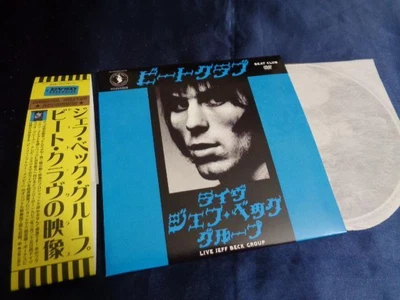 ビートクラブ
BEAT CLUB
ライヴ
ジェフ・ベック
グループ
LIVE JEFF BECK GROUP
ジェフ・ベック・グループ
ビート・クラヴの映像